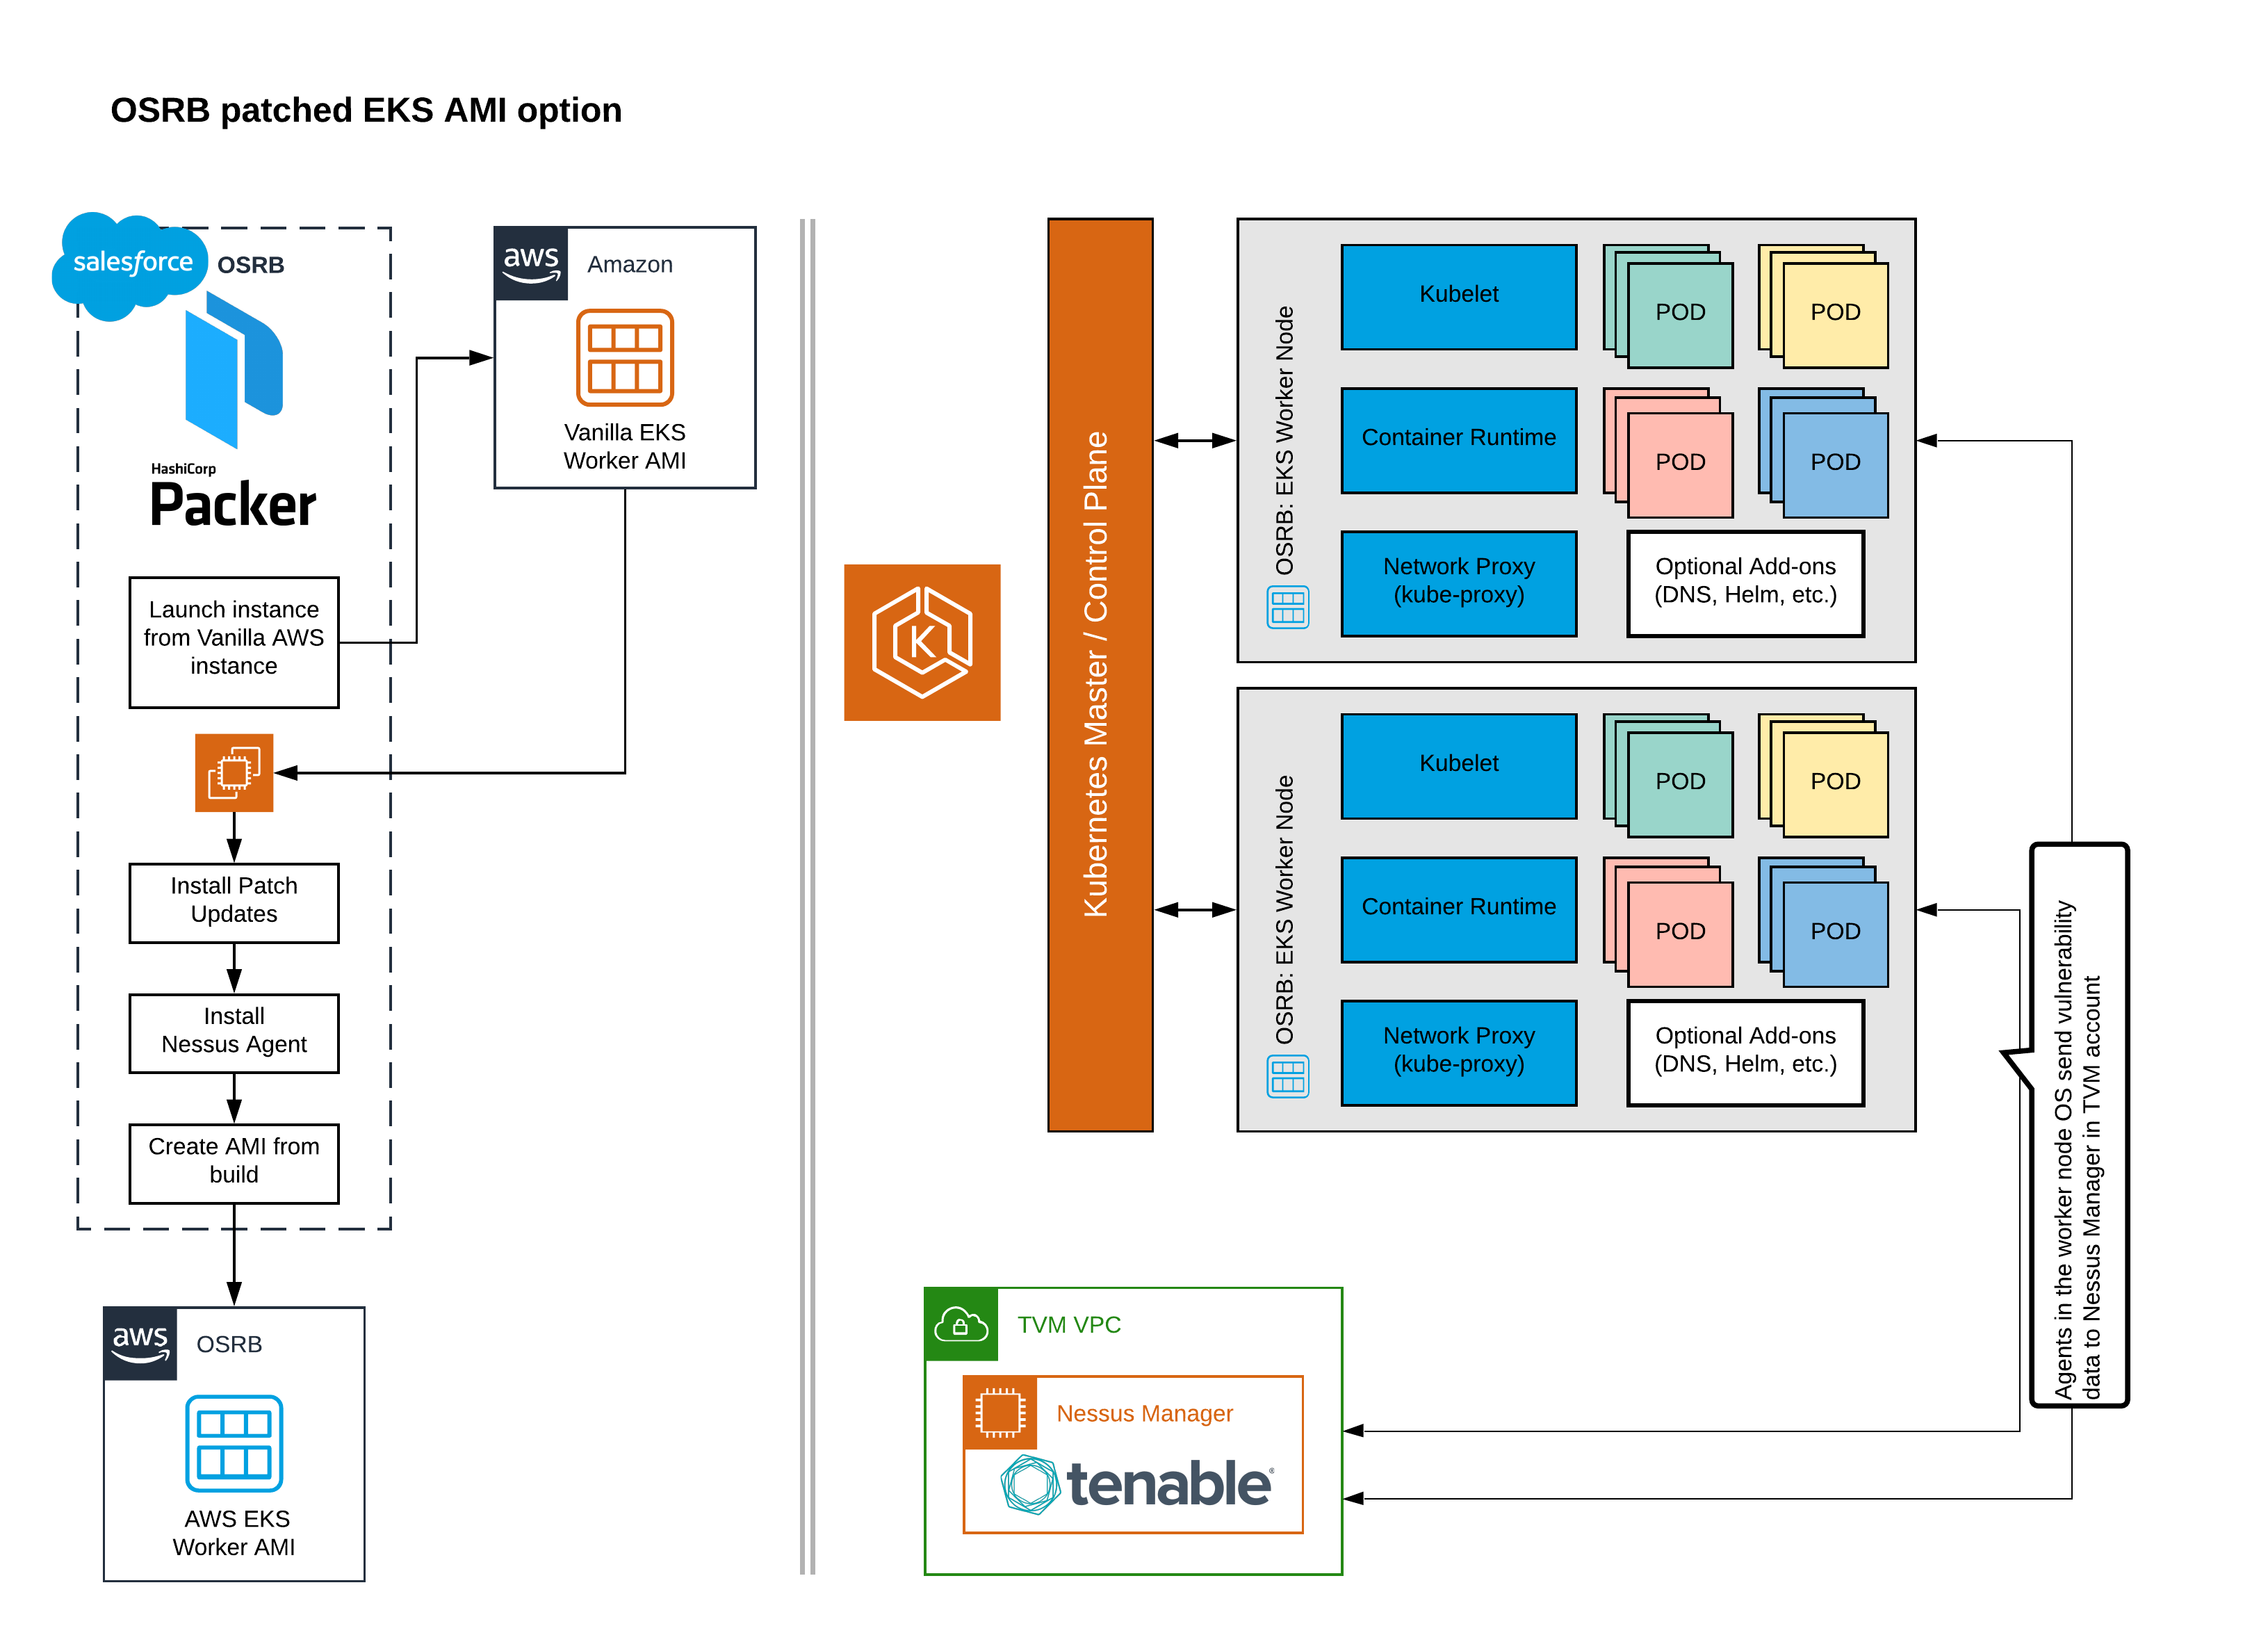 OSRB patched EKS AMI option
salesforce
OSRB
HashiCorp
Packer
Launch instance
from Vanilla AWS
instance
Install Patch
Updates
Install
Nessus Agent
Create AMI from
build
aws
OSRB
AWS EKS
Worker AMI
aws
Amazon
Vanilla EKS
Worker AMI
K
Kubernetes Master / Control Plane
OSRB: EKS Worker Node
Kubelet
POD
POD
Container Runtime
POD
POD
Network Proxy
(kube-proxy)
Optional Add-ons
(DNS, Helm, etc.)
OSRB: EKS Worker Node
Kubelet
POD
POD
Container Runtime
POD
POD
Network Proxy
(kube-proxy)
Optional Add-ons
(DNS, Helm, etc.)
Agents in the worker node OS send vulnerability
data to Nessus Manager in TVM account
TVM VPC
Nessus Manager
tenable®